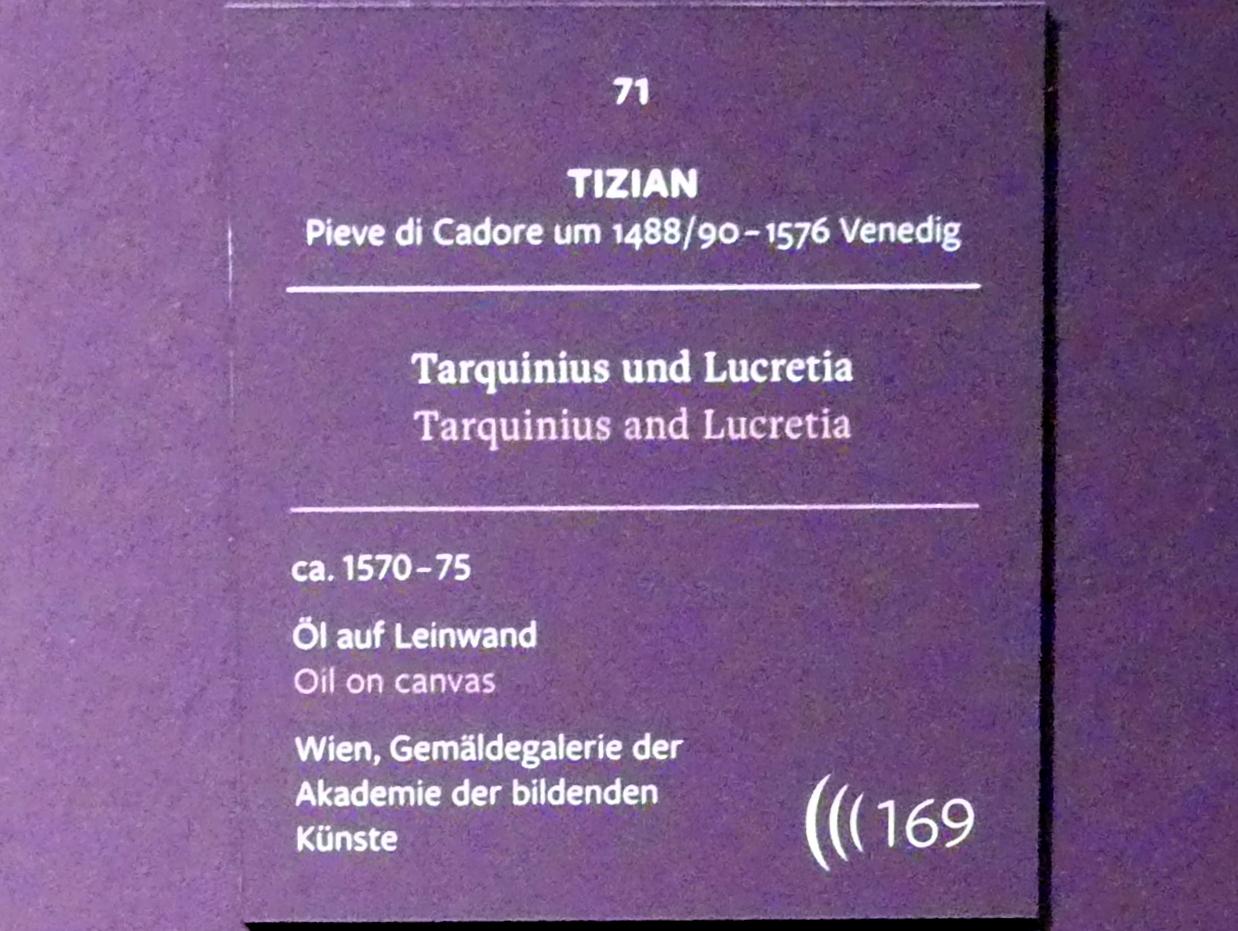 71
TIZIAN
Pieve di Cadore um 1488/90–1576 Venedig
Tarquinius und Lucretia
Tarquinius and Lucretia
ca. 1570–75
Öl auf Leinwand
Oil on canvas
Wien, Gemäldegalerie der
Akademie der bildenden
Künste
169